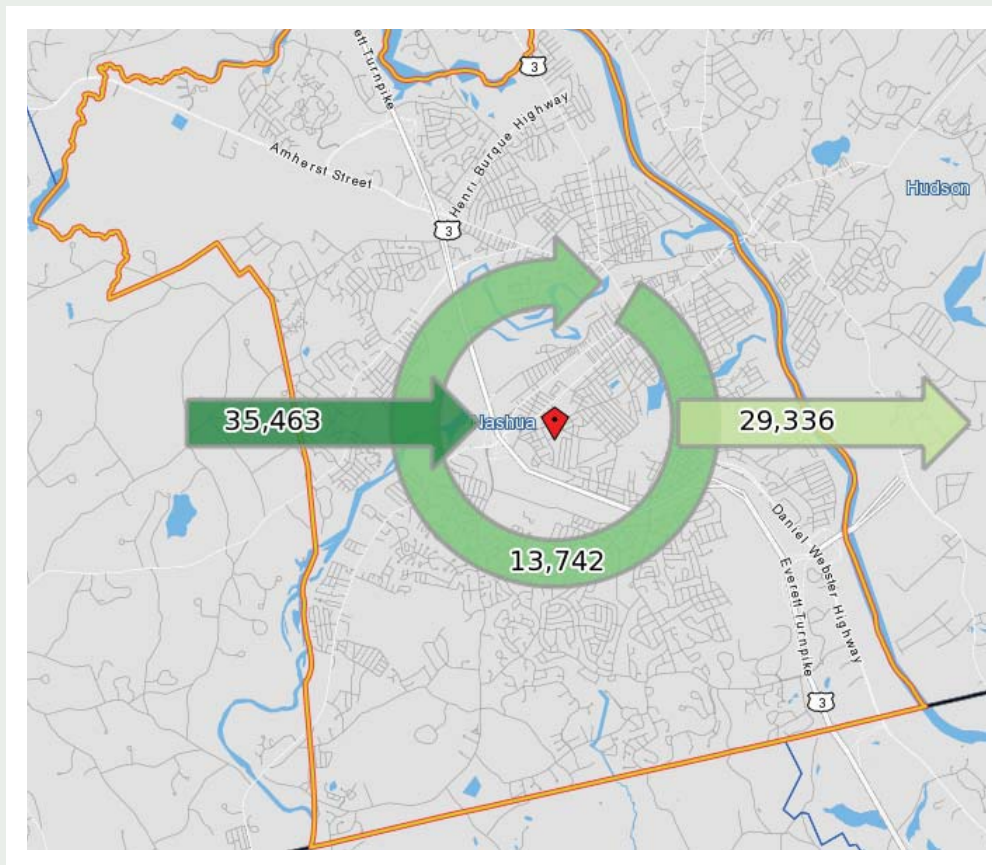 ett Turnpike
3
Henri Burque Highway
Amherst Street
Hudson
3
35,463
Nashua
29,336
13,742
Daniel Webster Highway
Everett Turnpike
3